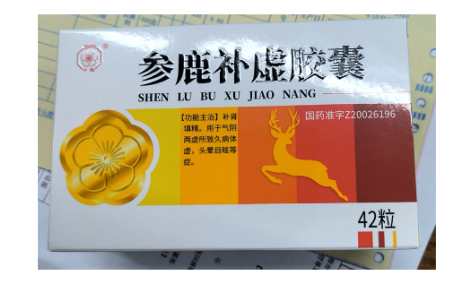 参鹿补虚胶囊
SHEN LU BU XU JIAO NANG
国药准字Z20026196
【功能主治】补肾
填精。用于气阴
两虚所致久病体
虚，头晕目眩等
症。
42粒